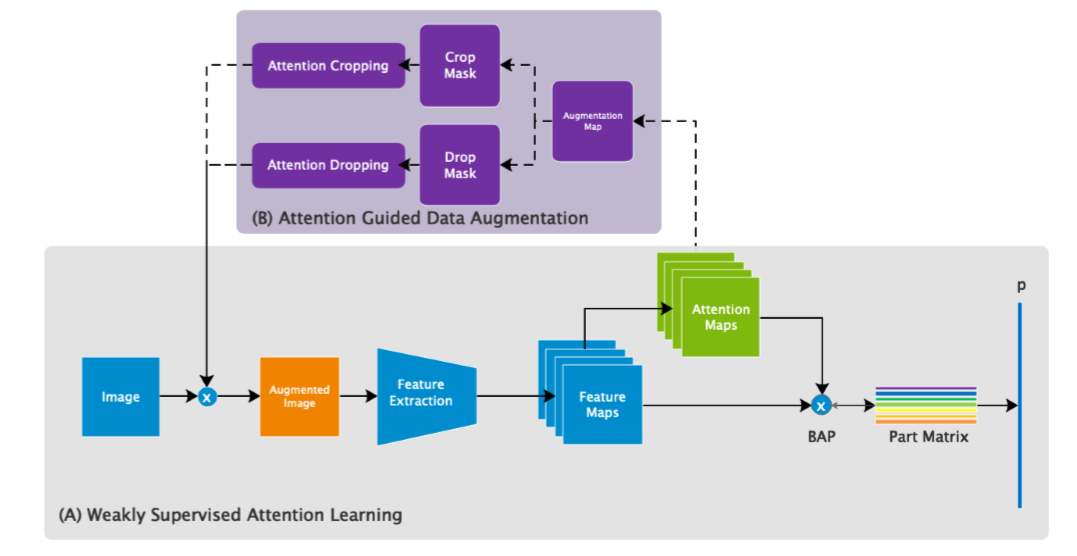 Attention Cropping
Crop
Mask
Augmentation
Map
Attention Dropping
Drop
Mask
(B) Attention Guided Data Augmentation
p
Attention
Maps
Image
x
Augmented
Image
Feature
Extraction
Feature
Maps
x
BAP
Part Matrix
(A) Weakly Supervised Attention Learning